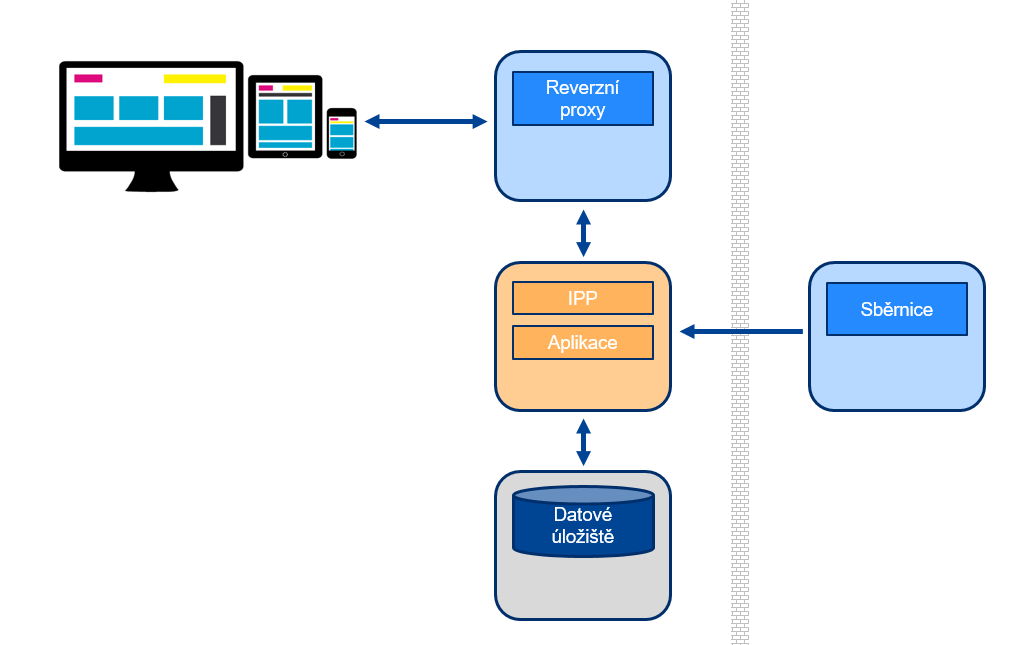 Reverzní
proxy
IPP
Aplikace
Sběrnice
Datové
úložiště